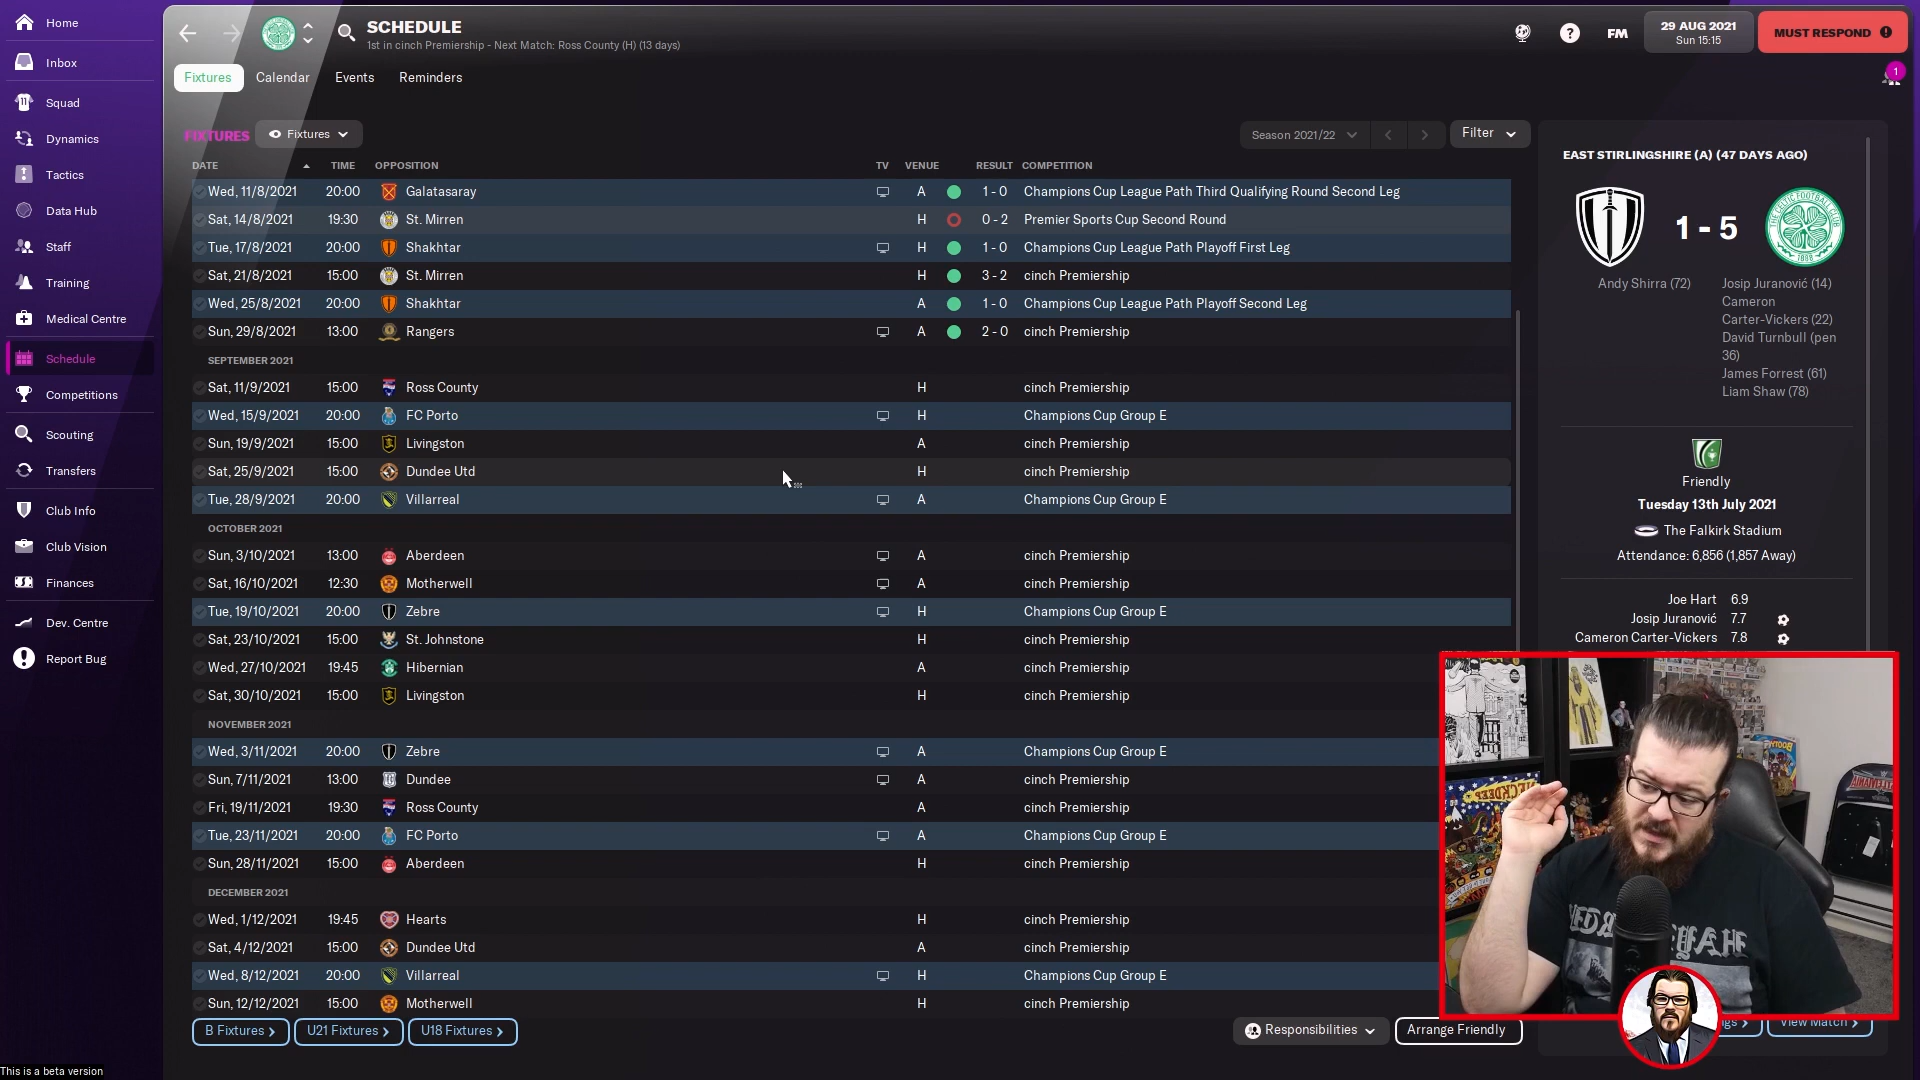 Home
Inbox
Squad
Dynamics
Tactics
Data Hub
Staff
Training
Medical Centre
Schedule
Competitions
Scouting
Transfers
Club Info
Club Vision
Finances
Dev. Centre
Report Bug
This is a beta version
SCHEDULE
1st in cinch Premiership - Next Match: Ross County (H) (13 days)
FM
29 AUG 2021
Sun 15:15
MUST RESPOND
1
Fixtures Calendar Events Reminders
FIXTURES Fixtures Season 2021/22 Filter
DATE TIME OPPOSITION TV VENUE RESULT COMPETITION
Wed, 11/8/2021 20:00 Galatasaray A 1 - 0 Champions Cup League Path Third Qualifying Round Second Leg
Sat, 14/8/2021 19:30 St. Mirren H 0 - 2 Premier Sports Cup Second Round
Tue, 17/8/2021 20:00 Shakhtar H 1 - 0 Champions Cup League Path Playoff First Leg
Sat, 21/8/2021 15:00 St. Mirren H 3 - 2 cinch Premiership
Wed, 25/8/2021 20:00 Shakhtar A 1 - 0 Champions Cup League Path Playoff Second Leg
Sun, 29/8/2021 13:00 Rangers A 2 - 0 cinch Premiership
SEPTEMBER 2021
Sat, 11/9/2021 15:00 Ross County H cinch Premiership
Wed, 15/9/2021 20:00 FC Porto H Champions Cup Group E
Sun, 19/9/2021 15:00 Livingston A cinch Premiership
Sat, 25/9/2021 15:00 Dundee Utd H cinch Premiership
Tue, 28/9/2021 20:00 Villarreal A Champions Cup Group E
OCTOBER 2021
Sun, 3/10/2021 13:00 Aberdeen A cinch Premiership
Sat, 16/10/2021 12:30 Motherwell A cinch Premiership
Tue, 19/10/2021 20:00 Zebre H Champions Cup Group E
Sat, 23/10/2021 15:00 St. Johnstone H cinch Premiership
Wed, 27/10/2021 19:45 Hibernian A cinch Premiership
Sat, 30/10/2021 15:00 Livingston H cinch Premiership
NOVEMBER 2021
Wed, 3/11/2021 20:00 Zebre A Champions Cup Group E
Sun, 7/11/2021 13:00 Dundee A cinch Premiership
Fri, 19/11/2021 19:30 Ross County A cinch Premiership
Tue, 23/11/2021 20:00 FC Porto A Champions Cup Group E
Sun, 28/11/2021 15:00 Aberdeen H cinch Premiership
DECEMBER 2021
Wed, 1/12/2021 19:45 Hearts H cinch Premiership
Sat, 4/12/2021 15:00 Dundee Utd A cinch Premiership
Wed, 8/12/2021 20:00 Villarreal H Champions Cup Group E
Sun, 12/12/2021 15:00 Motherwell H cinch Premiership
B Fixtures U21 Fixtures U18 Fixtures Responsibilities Arrange Friendly
EAST STIRLINGSHIRE (A) (47 DAYS AGO)
1 - 5
THE CELTIC FOOTBALL CLUB
1888
Andy Shirra (72)
Josip Juranović (14)
Cameron
Carter-Vickers (22)
David Turnbull (pen
36)
James Forrest (61)
Liam Shaw (78)
Friendly
Tuesday 13th July 2021
The Falkirk Stadium
Attendance: 6,856 (1,857 Away)
Joe Hart 6.9
Josip Juranović 7.7
Cameron Carter-Vickers 7.8
View Match